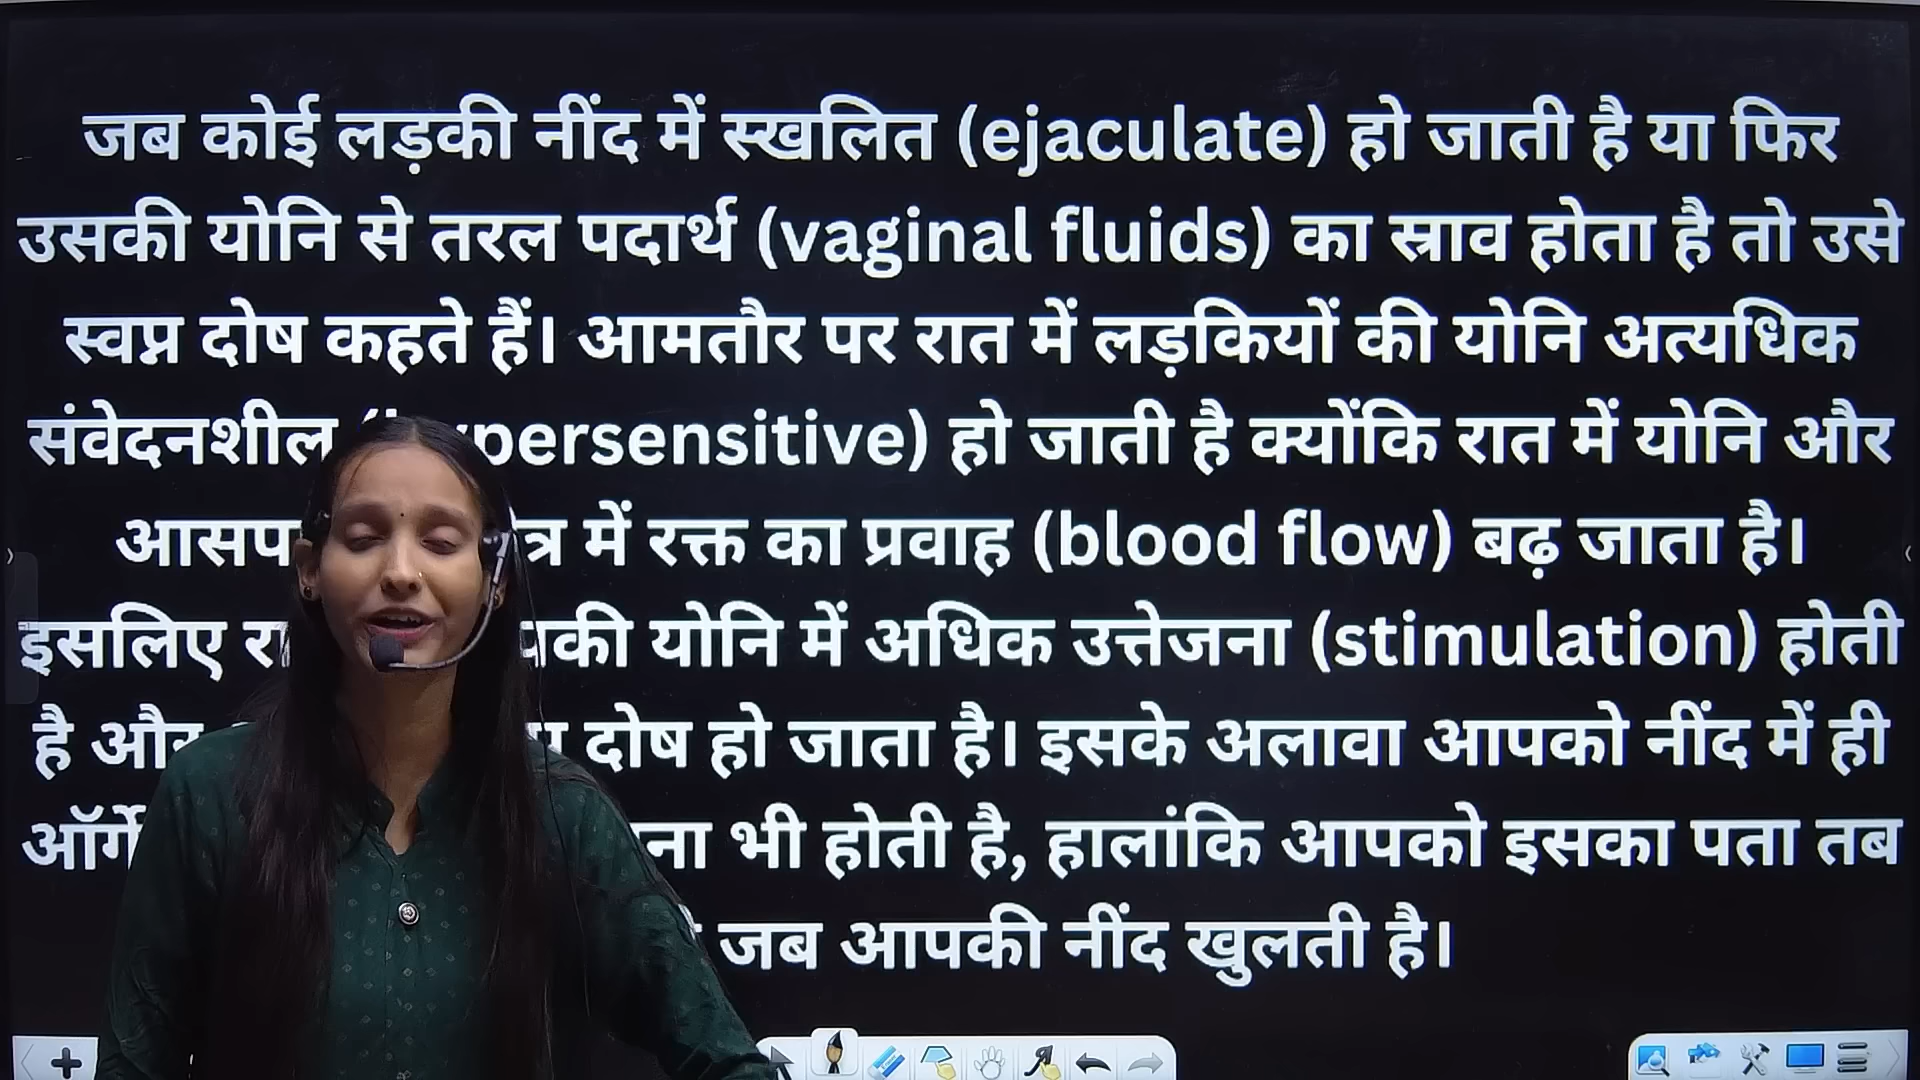 जब कोई लड़की नींद में स्खलित (ejaculate) हो जाती है या फिर
उसकी योनि से तरल पदार्थ (vaginal fluids) का स्राव होता है तो उसे
स्वप्न दोष कहते हैं। आमतौर पर रात में लड़कियों की योनि अत्यधिक
संवेदनशील हो जाती है क्योंकि रात में योनि और
में रक्त का प्रवाह (blood flow) बढ़ जाता है।
इसलिए योनि में अधिक उत्तेजना (stimulation) होती
है और दोष हो जाता है। इसके अलावा आपको नींद में ही
भी होती है, हालांकि आपको इसका पता तब
जब आपकी नींद खुलती है।